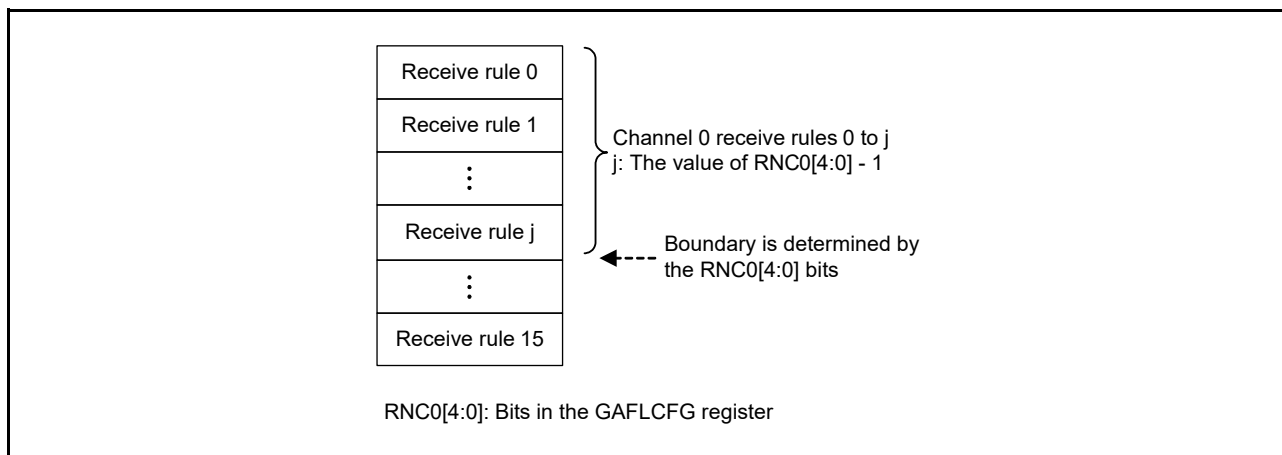 Receive rule 0
Receive rule 1
Channel 0 receive rules 0 to j
j: The value of RNC0[4:0] - 1
⋮
Receive rule j
Boundary is determined by
the RNC0[4:0] bits
⋮
Receive rule 15
RNC0[4:0]: Bits in the GAFLCFG register